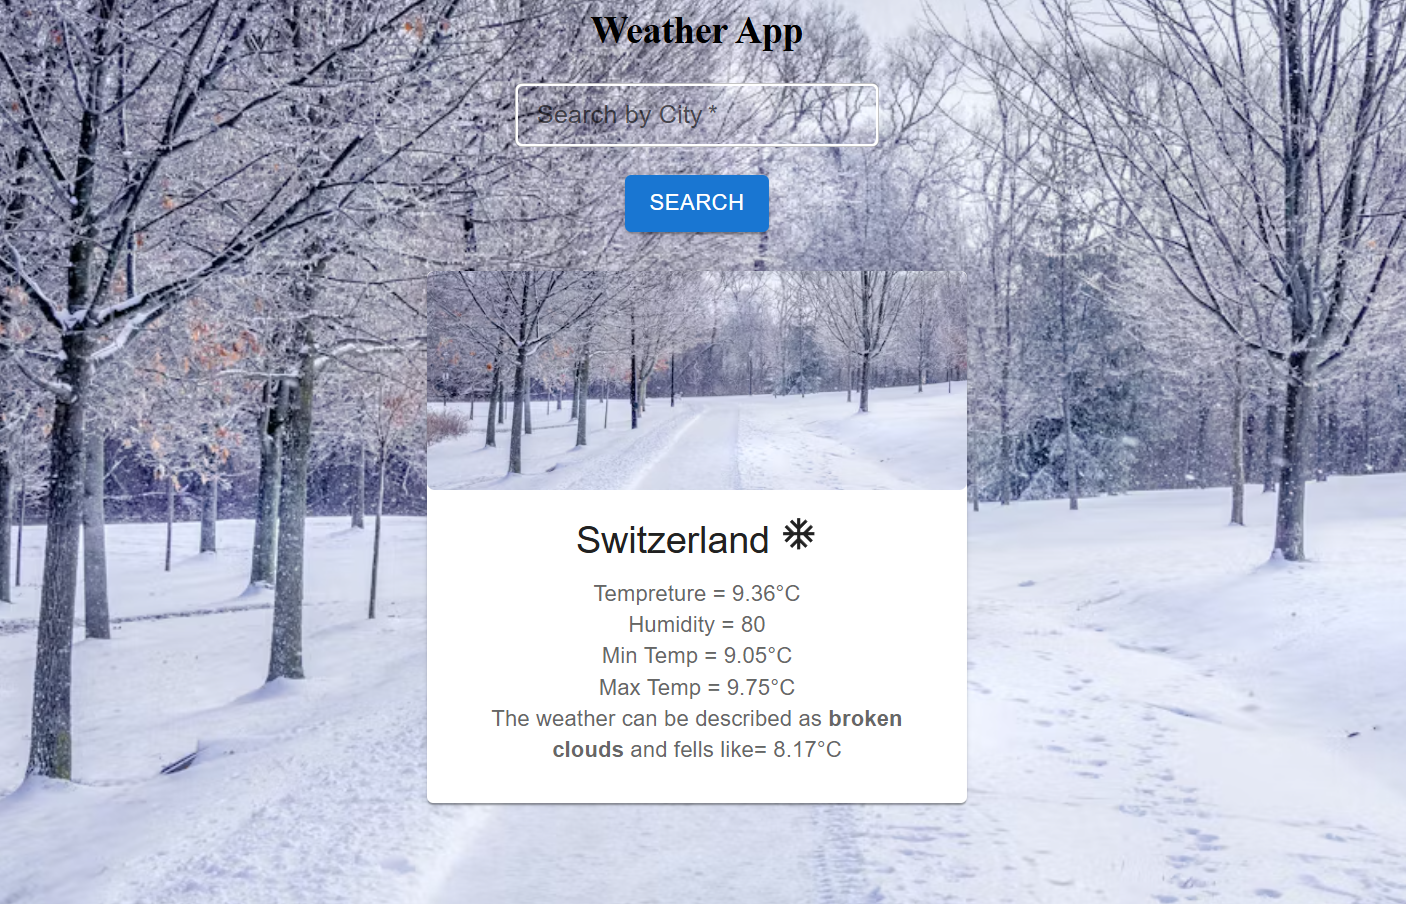 Weather App
Search by City *
SEARCH
Switzerland
Tempreture = 9.36°C
Humidity = 80
Min Temp = 9.05°C
Max Temp = 9.75°C
The weather can be described as broken
clouds and fells like= 8.17°C